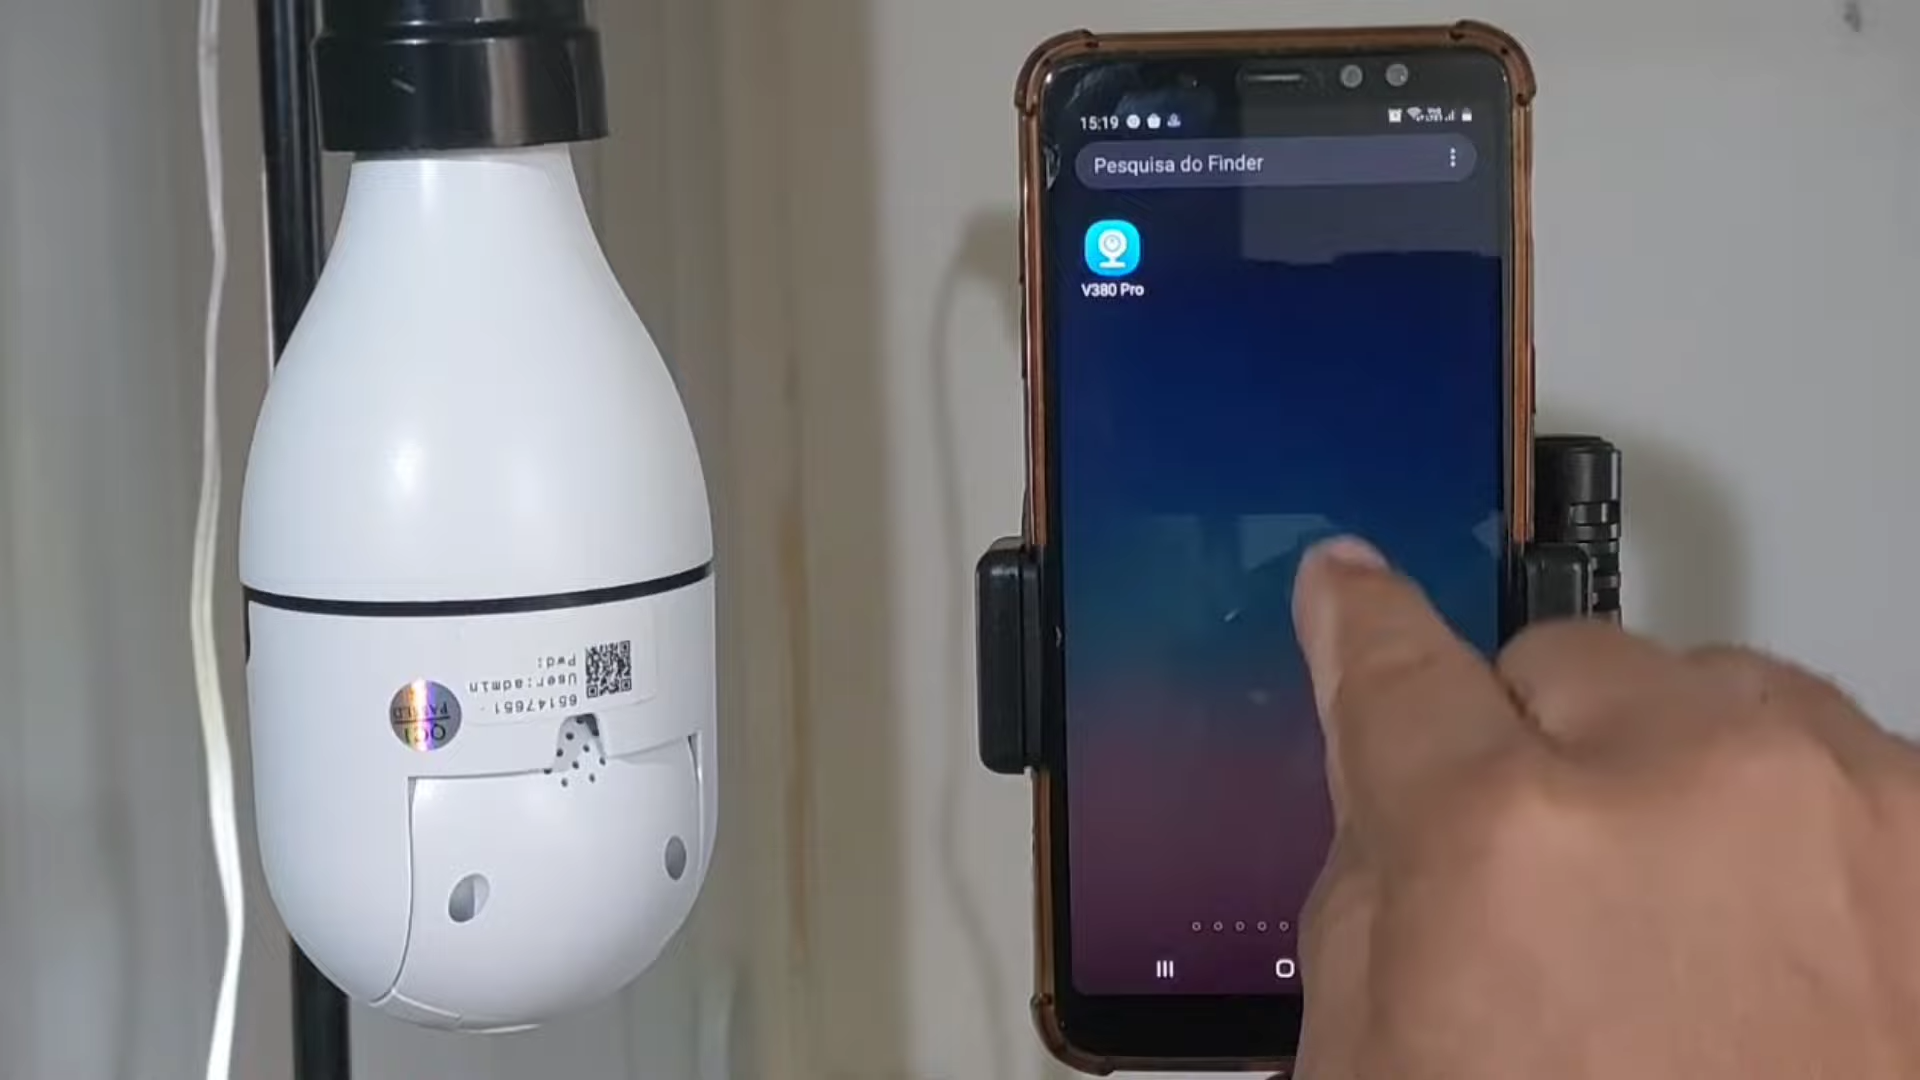 Pwd:
User:admin
65147651
QC
PASSED
15:19
Pesquisa do Finder
V380 Pro